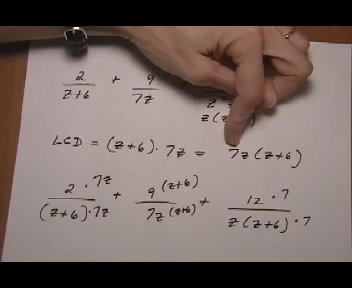 2/(z+6) + 9/7z
z(z
LCD = (z+6) · 7z = 7z(z+6)
2 · 7z/(z+6) · 7z + 9(z+6)/7z(z+6) + 12 · 7/z(z+6) · 7